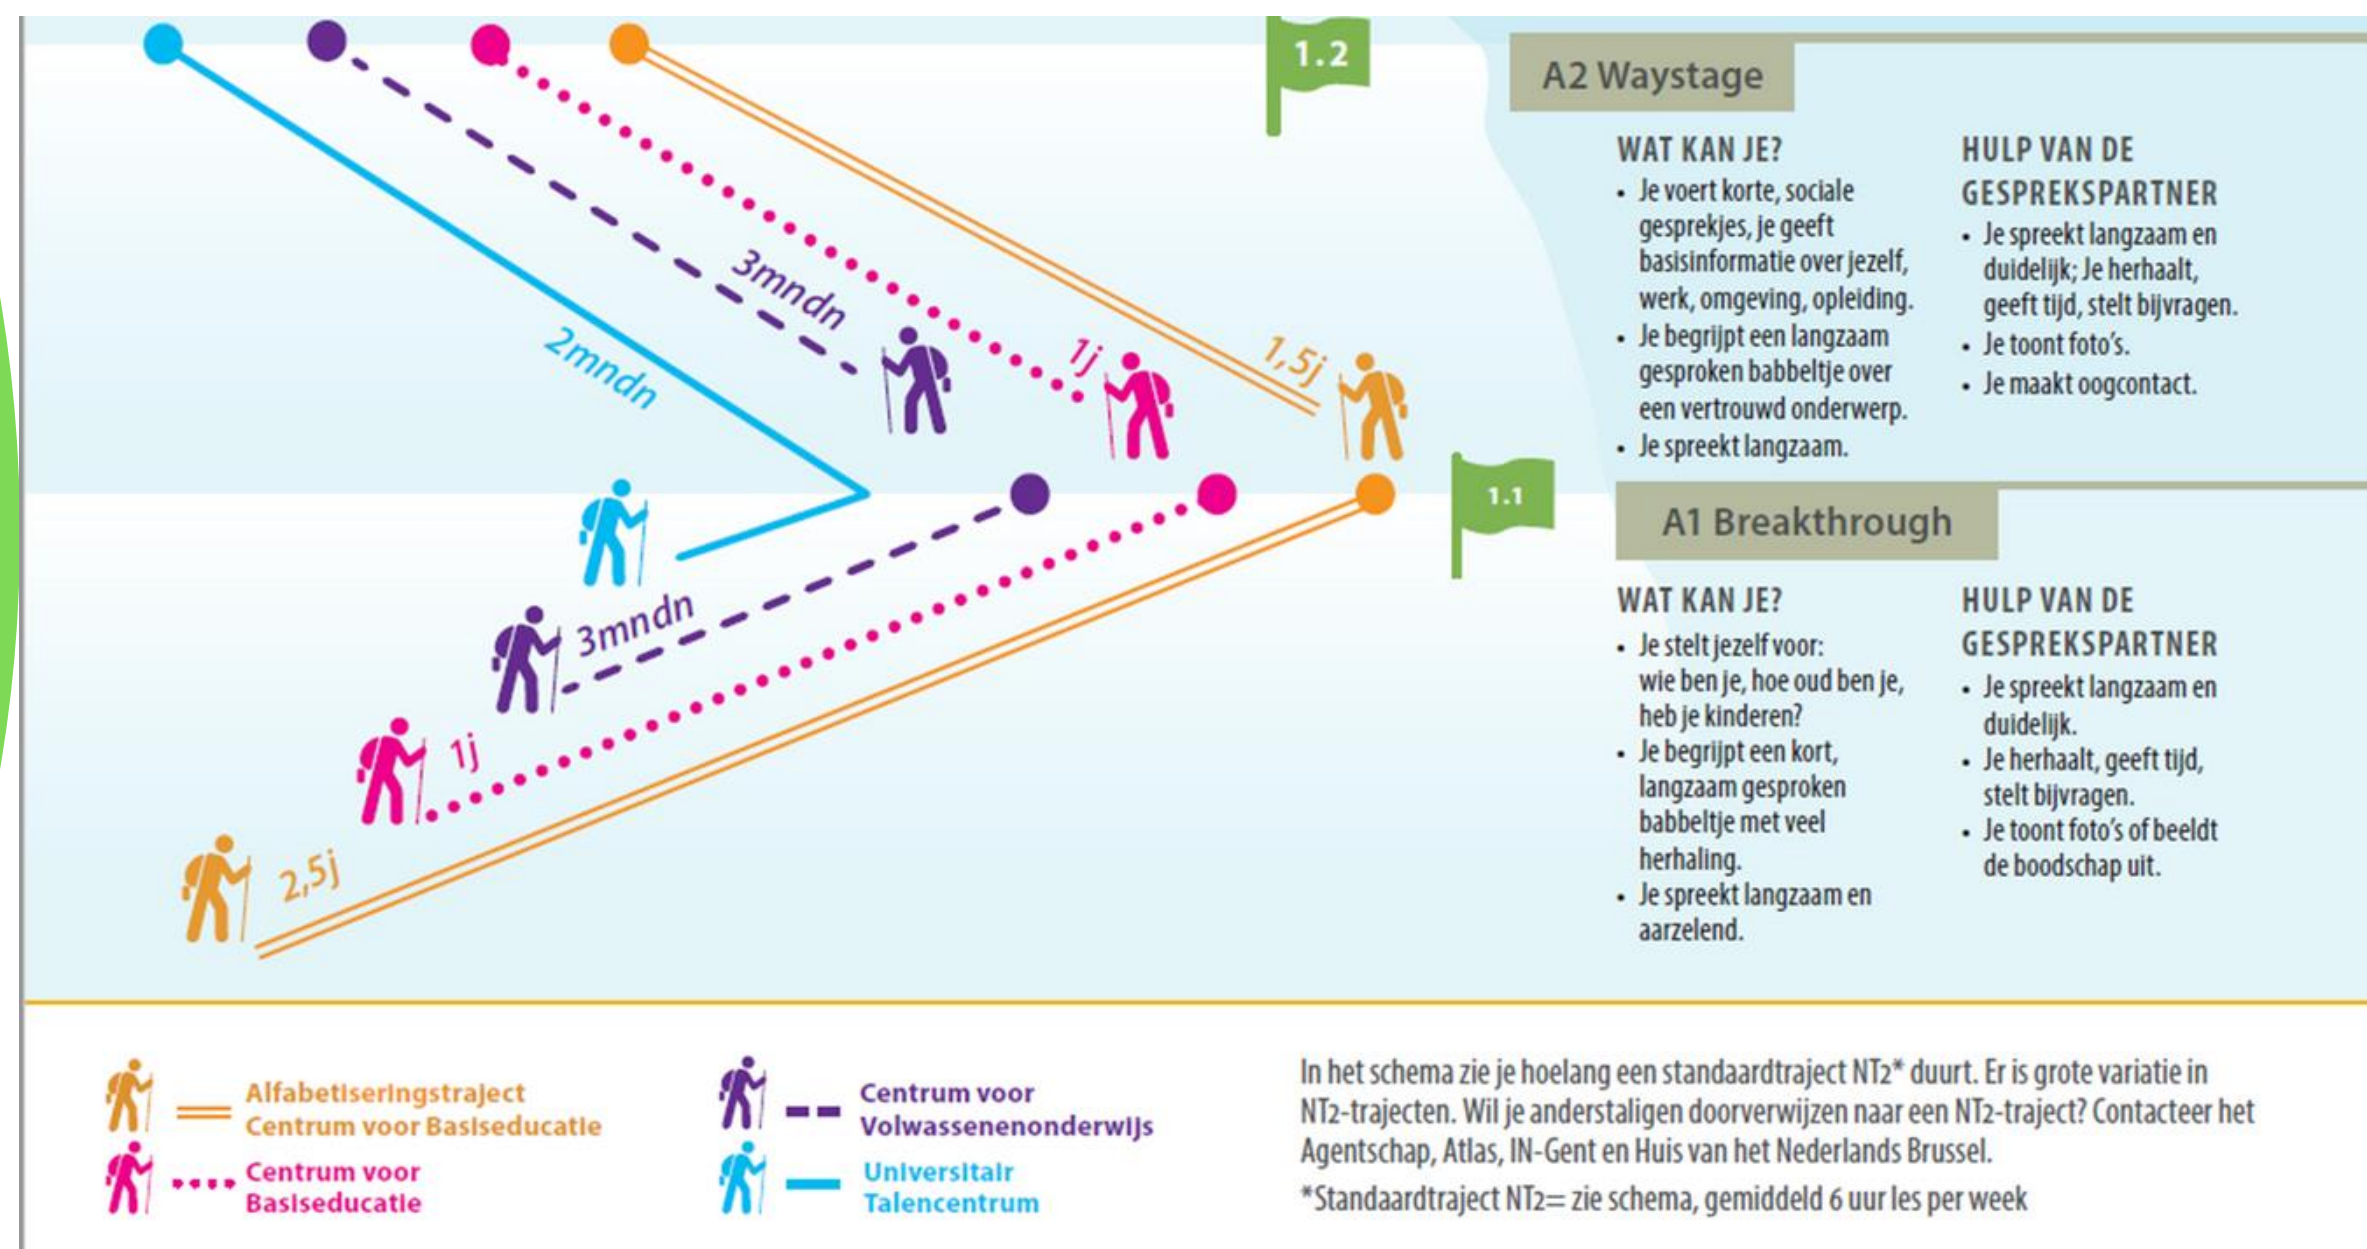 1.2
A2 Waystage
WAT KAN JE?
• Je voert korte, sociale
gesprekjes, je geeft
basisinformatie over jezelf,
werk, omgeving, opleiding.
• Je begrijpt een langzaam
gesproken babbeltje over
een vertrouwd onderwerp.
• Je spreekt langzaam.
HULP VAN DE
GESPREKSPARTNER
• Je spreekt langzaam en
duidelijk; Je herhaalt,
geeft tijd, stelt bijvragen.
• Je toont foto's.
• Je maakt oogcontact.
2mndn
3mndn
1j
1,5j
1.1
A1 Breakthrough
WAT KAN JE?
• Je stelt jezelf voor:
wie ben je, hoe oud ben je,
heb je kinderen?
• Je begrijpt een kort,
langzaam gesproken
babbeltje met veel
herhaling.
• Je spreekt langzaam en
aarzelend.
HULP VAN DE
GESPREKSPARTNER
• Je spreekt langzaam en
duidelijk.
• Je herhaalt, geeft tijd,
stelt bijvragen.
• Je toont foto's of beeldt
de boodschap uit.
3mndn
1j
2,5j
Alfabetiseringstraject
Centrum voor Basiseducatie
Centrum voor
Basiseducatie
Centrum voor
Volwassenenonderwijs
Universitair
Talencentrum
In het schema zie je hoelang een standaardtraject NT2* duurt. Er is grote variatie in
NT2-trajecten. Wil je anderstaligen doorverwijzen naar een NT2-traject? Contacteer het
Agentschap, Atlas, IN-Gent en Huis van het Nederlands Brussel.
*Standaardtraject NT2= zie schema, gemiddeld 6 uur les per week